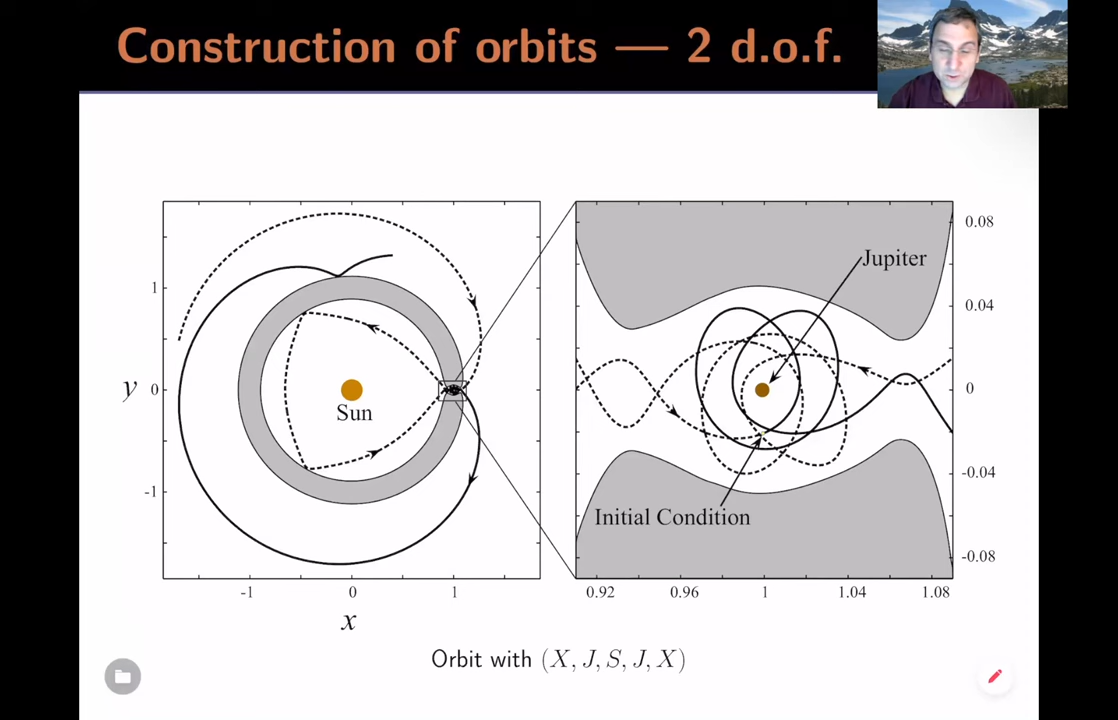 Construction of orbits — 2 d.o.f.
1
y
0
-1
-1
0
1
x
Sun
Jupiter
Initial Condition
0.08
0.04
0
-0.04
-0.08
0.92
0.96
1
1.04
1.08
Orbit with (X, J, S, J, X)